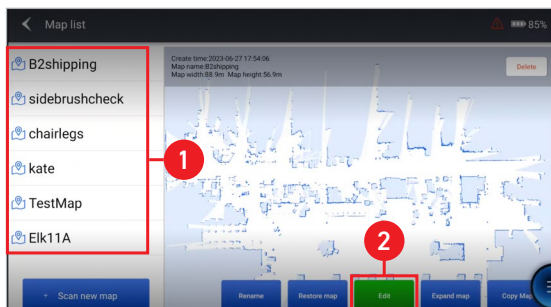 Map list
85%
B2shipping
sidebrushcheck
chairlegs
kate
TestMap
Elk11A
+ Scan new map
1
Create time:2023-06-27 17:54:06
Map name:B2shipping
Map width:88.9m Map height:56.9m
Delete
2
Rename
Restore map
Edit
Expand map
Copy Map